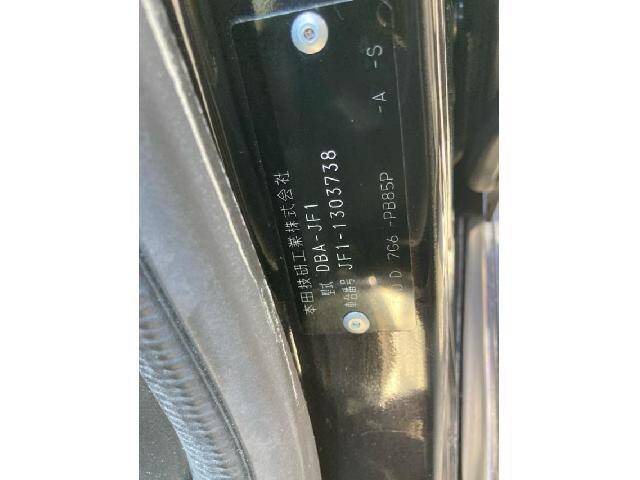 本田技研工業株式会社
型式 DBA-JF1
車台番号 JF1-1303738
D 7G6 -PB85P -A -S